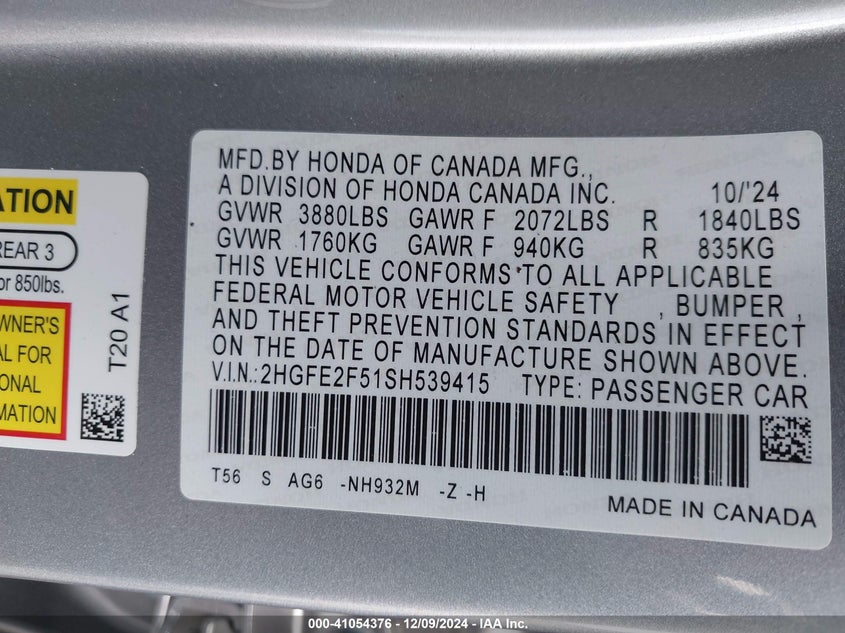 ATION
REAR 3
or 850lbs.
WNER'S
AL FOR
ONAL
MATION
T20 A1
MFD.BY HONDA OF CANADA MFG.,
A DIVISION OF HONDA CANADA INC. 10/'24
GVWR 3880LBS GAWR F 2072LBS R 1840LBS
GVWR 1760KG GAWR F 940KG R 835KG
THIS VEHICLE CONFORMS TO ALL APPLICABLE
FEDERAL MOTOR VEHICLE SAFETY , BUMPER ,
AND THEFT PREVENTION STANDARDS IN EFFECT
ON THE DATE OF MANUFACTURE SHOWN ABOVE.
V.I.N.:2HGFE2F51SH539415 TYPE: PASSENGER CAR
T56 S AG6 -NH932M -Z -H
MADE IN CANADA
000-41054376 - 12/09/2024 - IAA Inc.